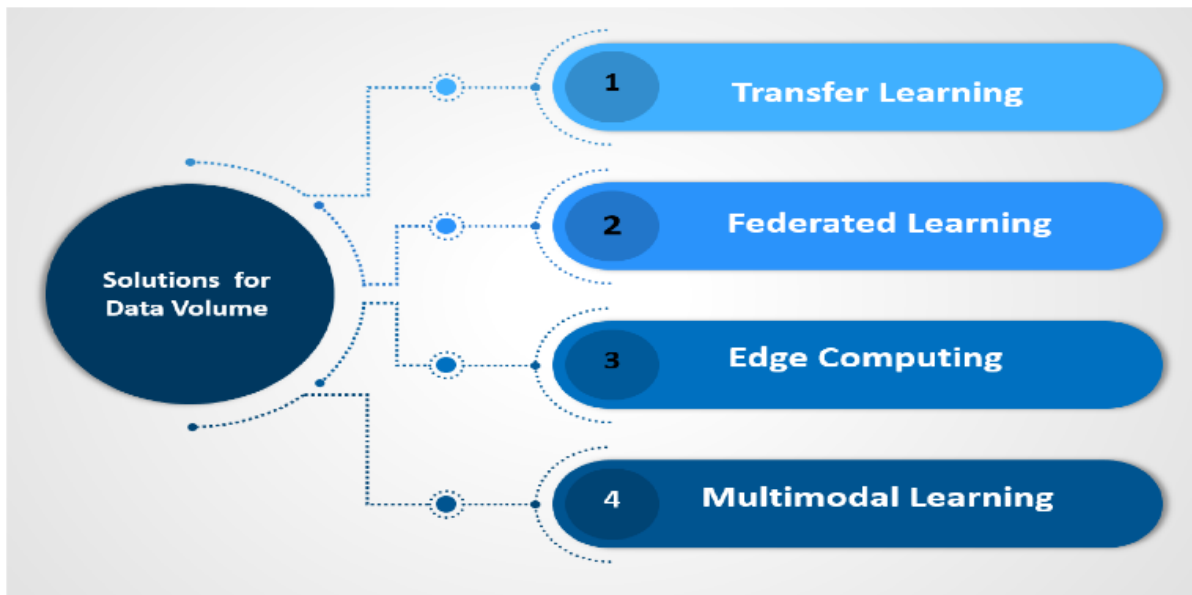 Solutions for
Data Volume
1
Transfer Learning
2
Federated Learning
3
Edge Computing
4
Multimodal Learning